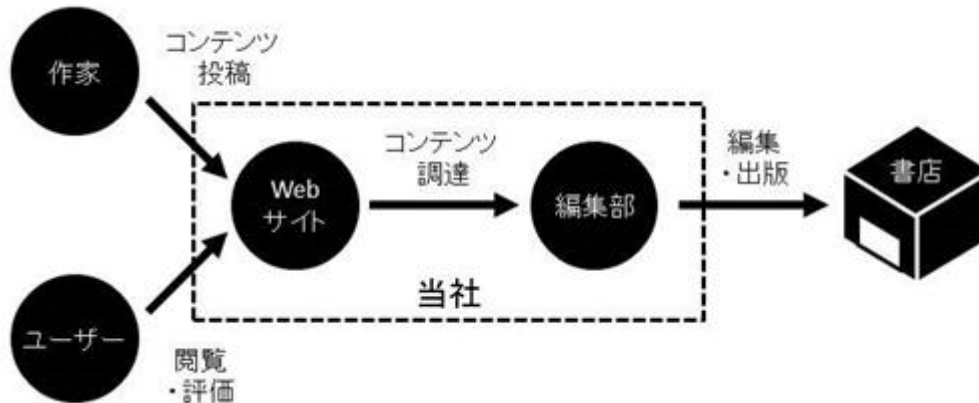 作家
コンテンツ
投稿
Web
サイト
コンテンツ
調達
編集部
編集
・出版
書店
当社
ユーザー
閲覧
・評価